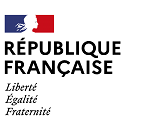 RÉPUBLIQUE
FRANÇAISE
Liberté
Égalité
Fraternité